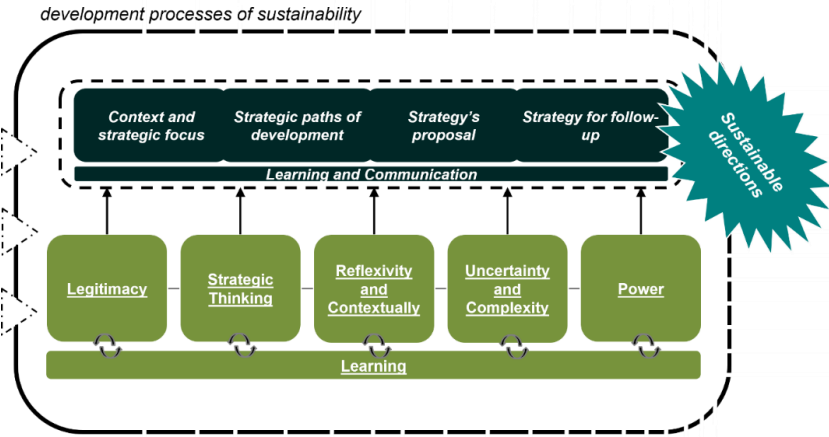 development processes of sustainability
Context and
strategic focus
Strategic paths of
development
Strategy's
proposal
Strategy for follow-
up
Learning and Communication
Sustainable
directions
Legitimacy
Strategic
Thinking
Reflexivity
and
Contextually
Uncertainty
and
Complexity
Power
Learning